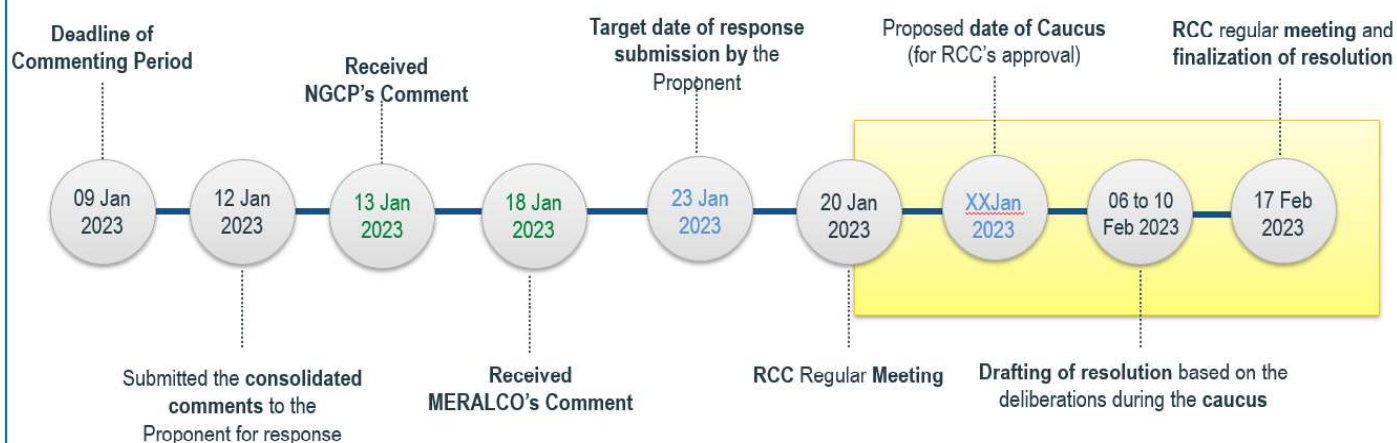 Deadline of
Commenting Period
09 Jan
2023
12 Jan
2023
Submitted the consolidated
comments to the
Proponent for response
Received
NGCP's Comment
13 Jan
2023
18 Jan
2023
Received
MERALCO's Comment
Target date of response
submission by the
Proponent
23 Jan
2023
20 Jan
2023
RCC Regular Meeting
Proposed date of Caucus
(for RCC's approval)
XXJan
2023
06 to 10
Feb 2023
Drafting of resolution based on the
deliberations during the caucus
RCC regular meeting and
finalization of resolution
17 Feb
2023